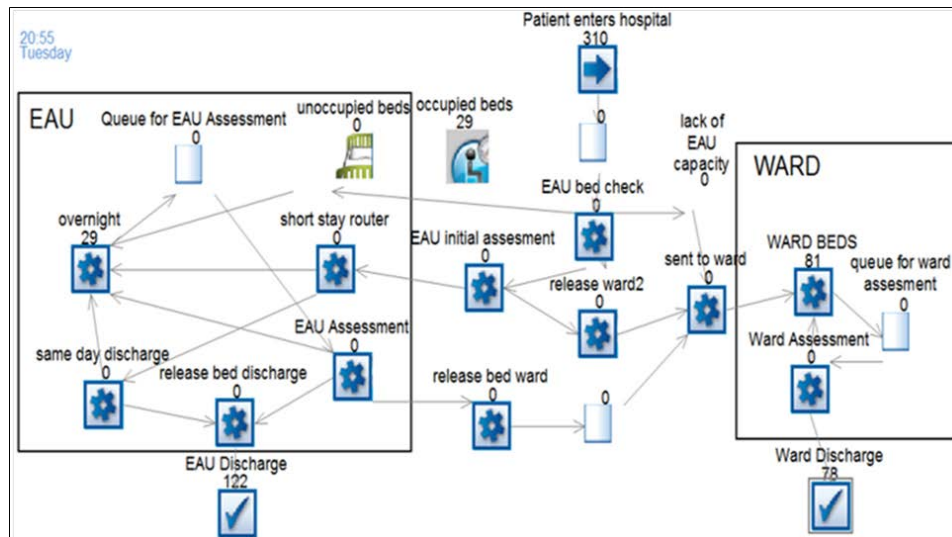 20:55
Tuesday
Patient enters hospital
310
0
EAU
Queue for EAU Assessment
0
unoccupied beds
0
occupied beds
29
lack of
EAU
capacity
0
WARD
EAU bed check
0
overnight
29
short stay router
0
EAU initial assesment
0
release ward2
0
sent to ward
0
WARD BEDS
81
queue for ward
assesment
0
Ward Assessment
0
same day discharge
0
release bed discharge
0
EAU Assessment
0
release bed ward
0
0
EAU Discharge
122
Ward Discharge
78